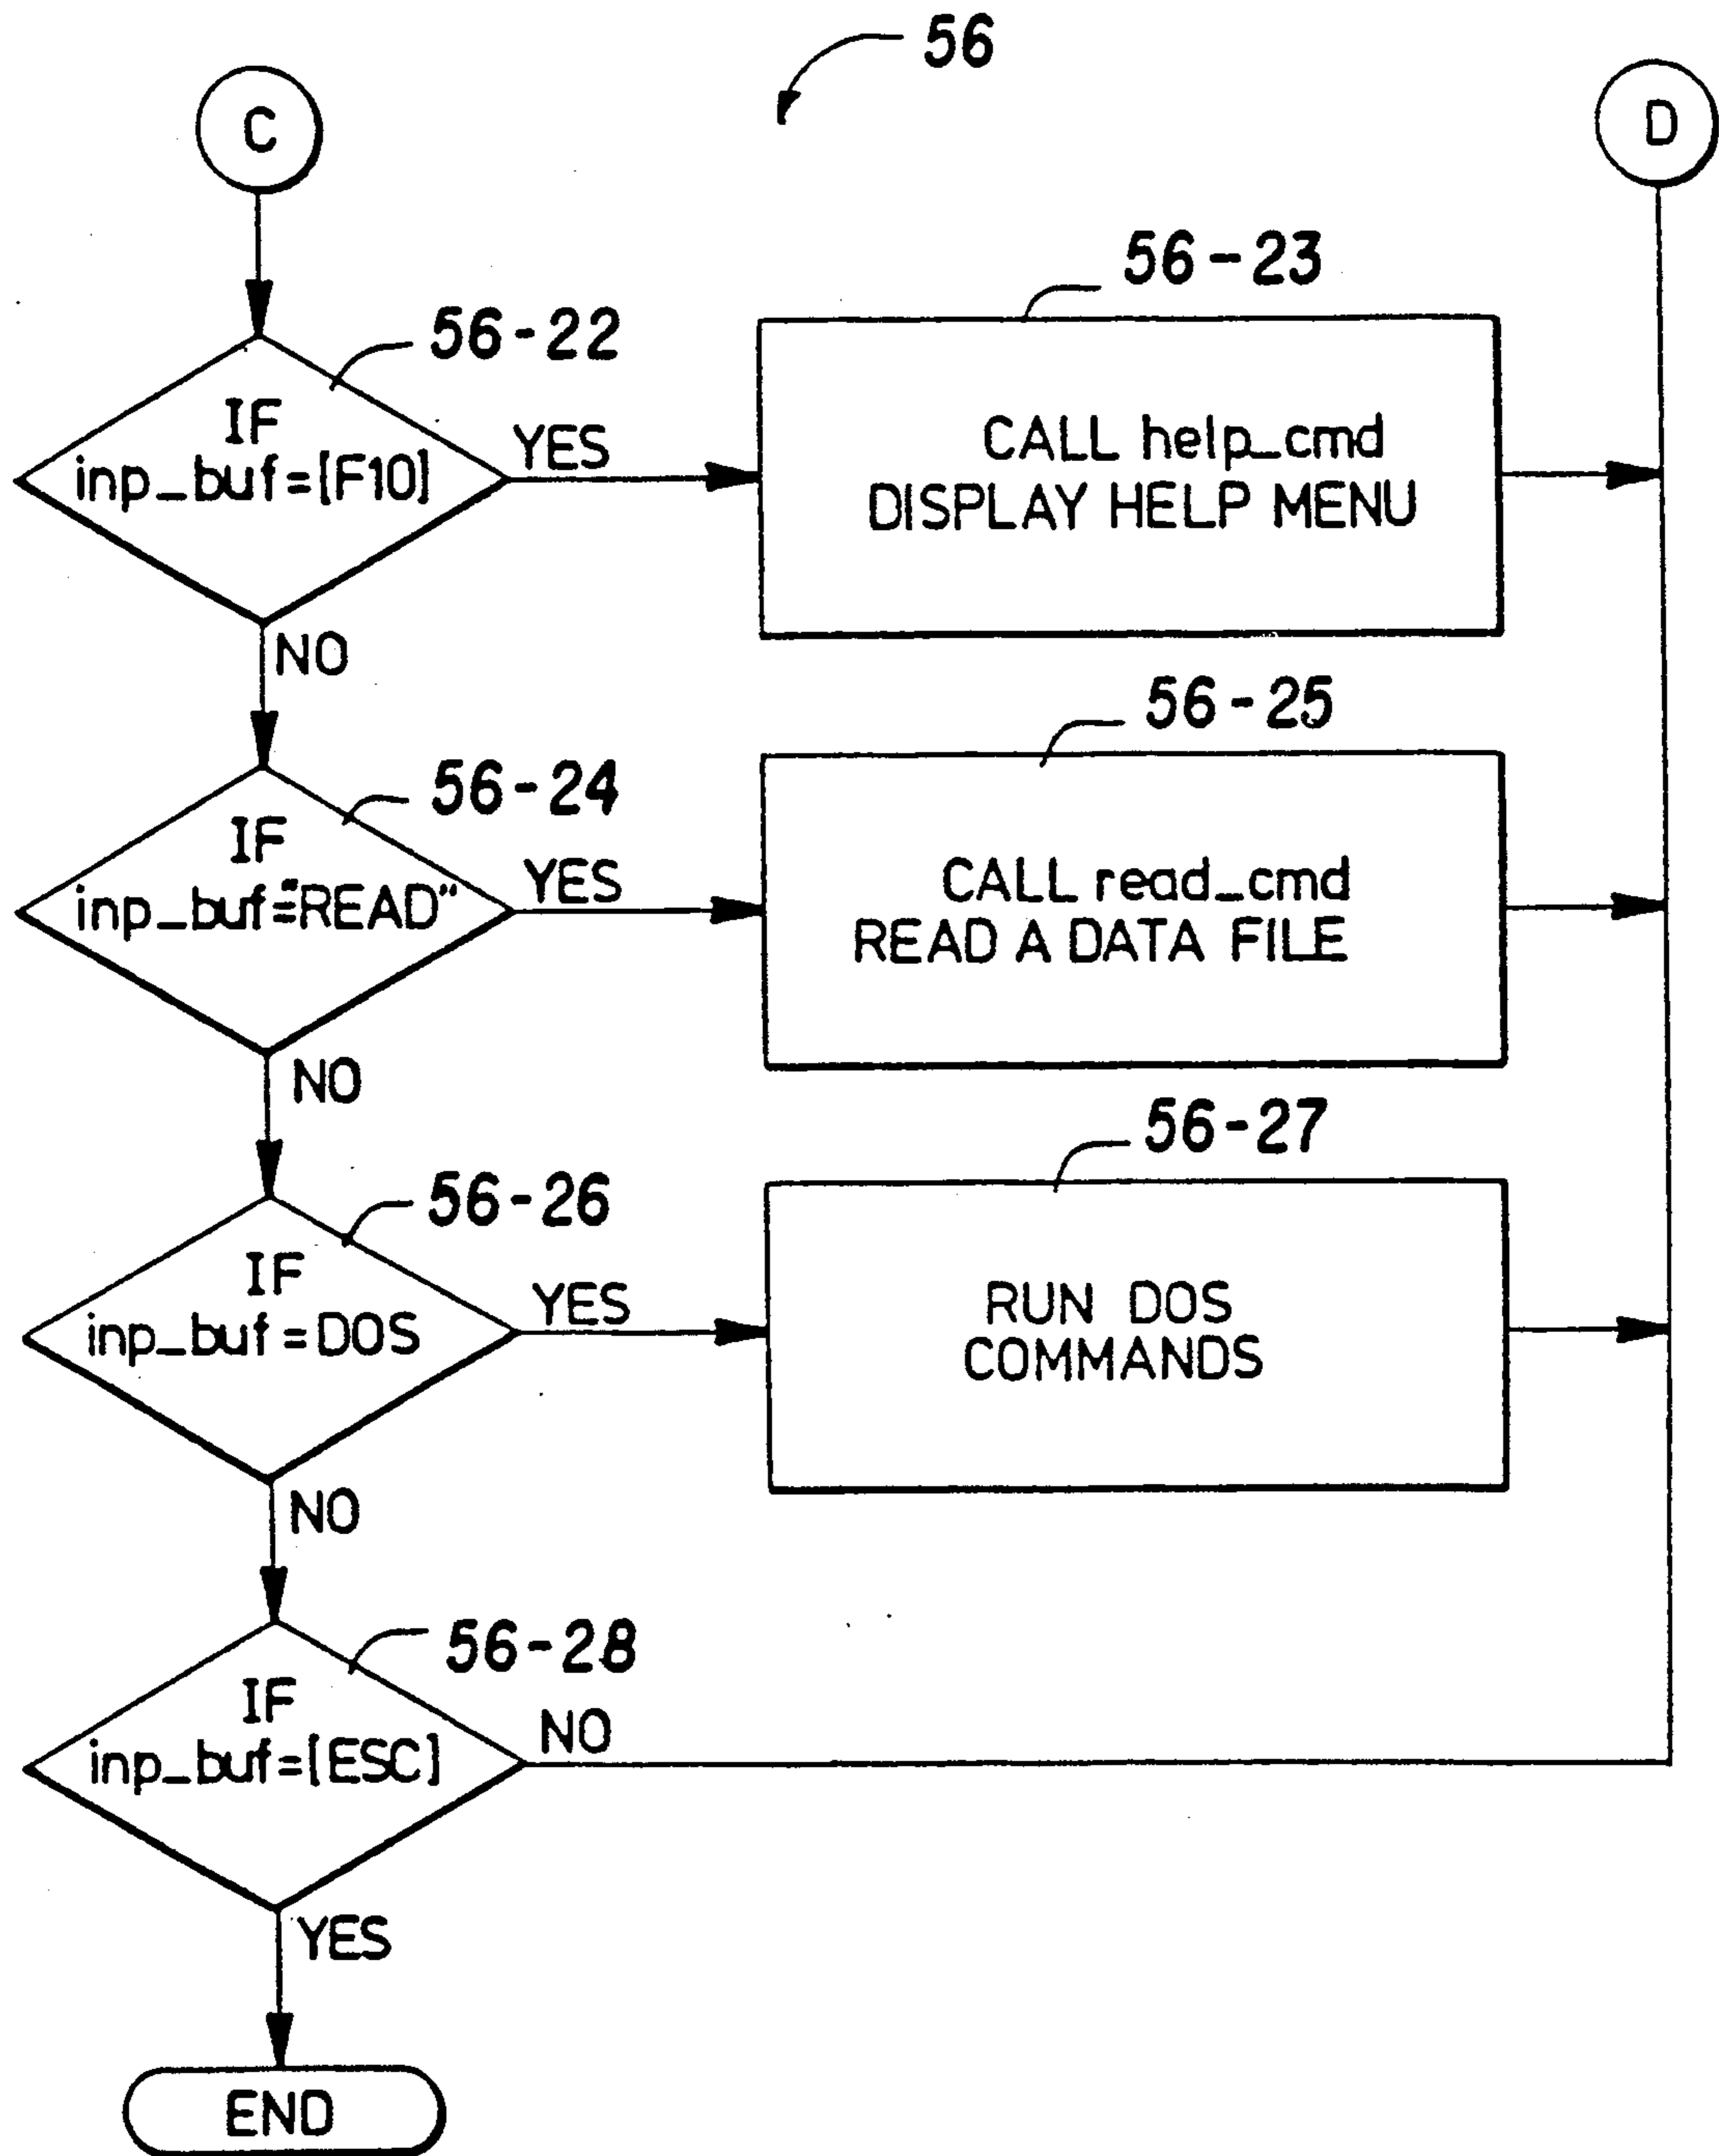 56
C
D
56-23
56-22
IF
inp_buf=[F10]
YES
CALL help_cmd
DISPLAY HELP MENU
NO
56-25
56-24
IF
inp_buf="READ"
YES
CALL read_cmd
READ A DATA FILE
NO
56-27
56-26
IF
inp_buf=DOS
YES
RUN DOS
COMMANDS
NO
56-28
IF
inp_buf=[ESC]
NO
YES
END